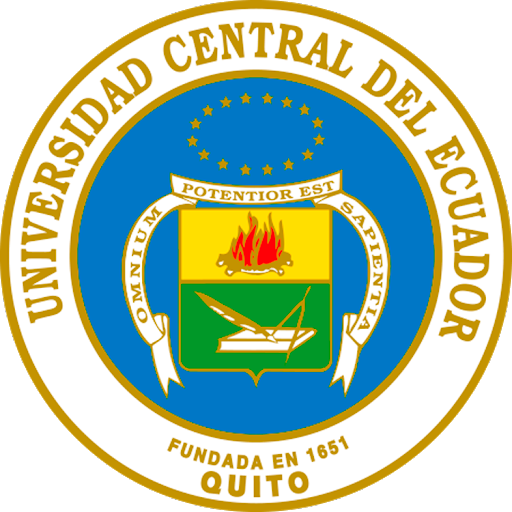 UNIVERSIDAD CENTRAL DEL ECUADOR
OMNIUM POTENTIOR EST SAPIENTIA
FUNDADA EN 1651
QUITO